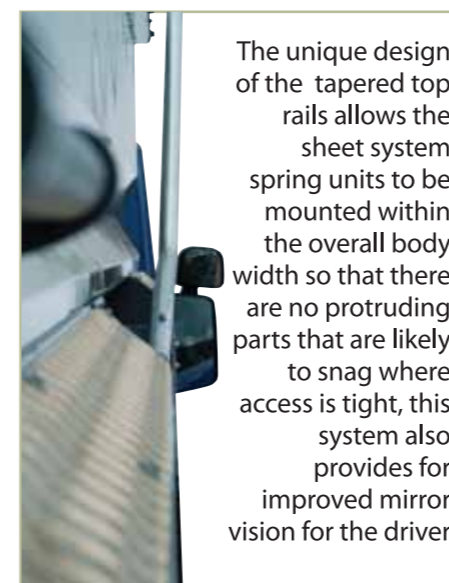 The unique design
of the tapered top
rails allows the
sheet system
spring units to be
mounted within
the overall body
width so that there
are no protruding
parts that are likely
to snag where
access is tight, this
system also
provides for
improved mirror
vision for the driver